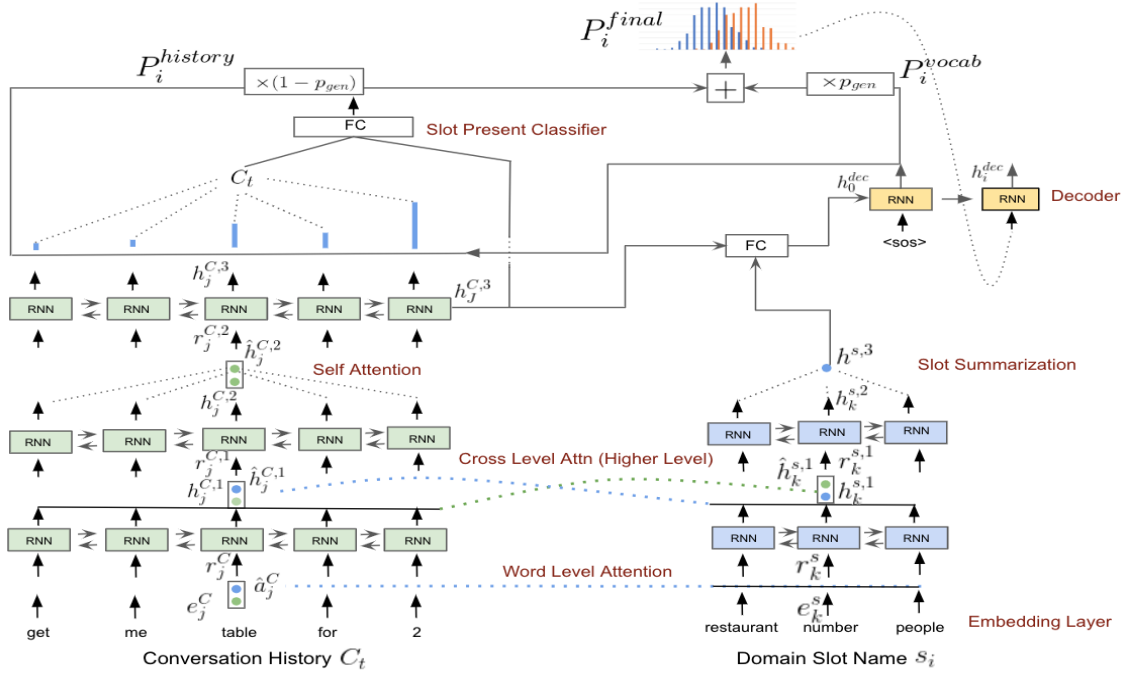 P_i^{final}
P_i^{history}
×(1 − p_{gen})
+
×p_{gen}
P_i^{vocab}
FC
Slot Present Classifier
C_t
h_0^{dec}
RNN
h_i^{dec}
RNN
Decoder
<sos>
FC
h_j^{C,3}
RNN RNN RNN RNN RNN
h_J^{C,3}
r_j^{C,2}
ĥ_j^{C,2}
Self Attention
h^{s,3}
Slot Summarization
h_j^{C,2}
h_k^{s,2}
RNN RNN RNN RNN RNN
RNN RNN RNN
r_j^{C,1}
Cross Level Attn (Higher Level)
ĥ_k^{s,1}
r_k^{s,1}
h_j^{C,1}
ĥ_j^{C,1}
h_k^{s,1}
RNN RNN RNN RNN RNN
RNN RNN RNN
r_j^C
Word Level Attention
r_k^s
e_j^C
â_j^C
e_k^s
Embedding Layer
get me table for 2
restaurant number people
Conversation History C_t
Domain Slot Name s_i